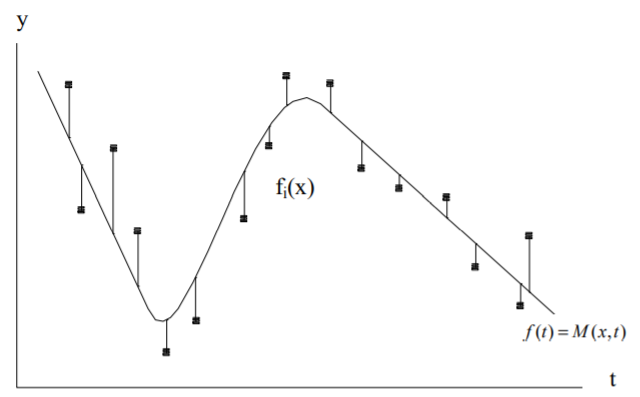 y
fᵢ(x)
f(t) = M(x,t)
t